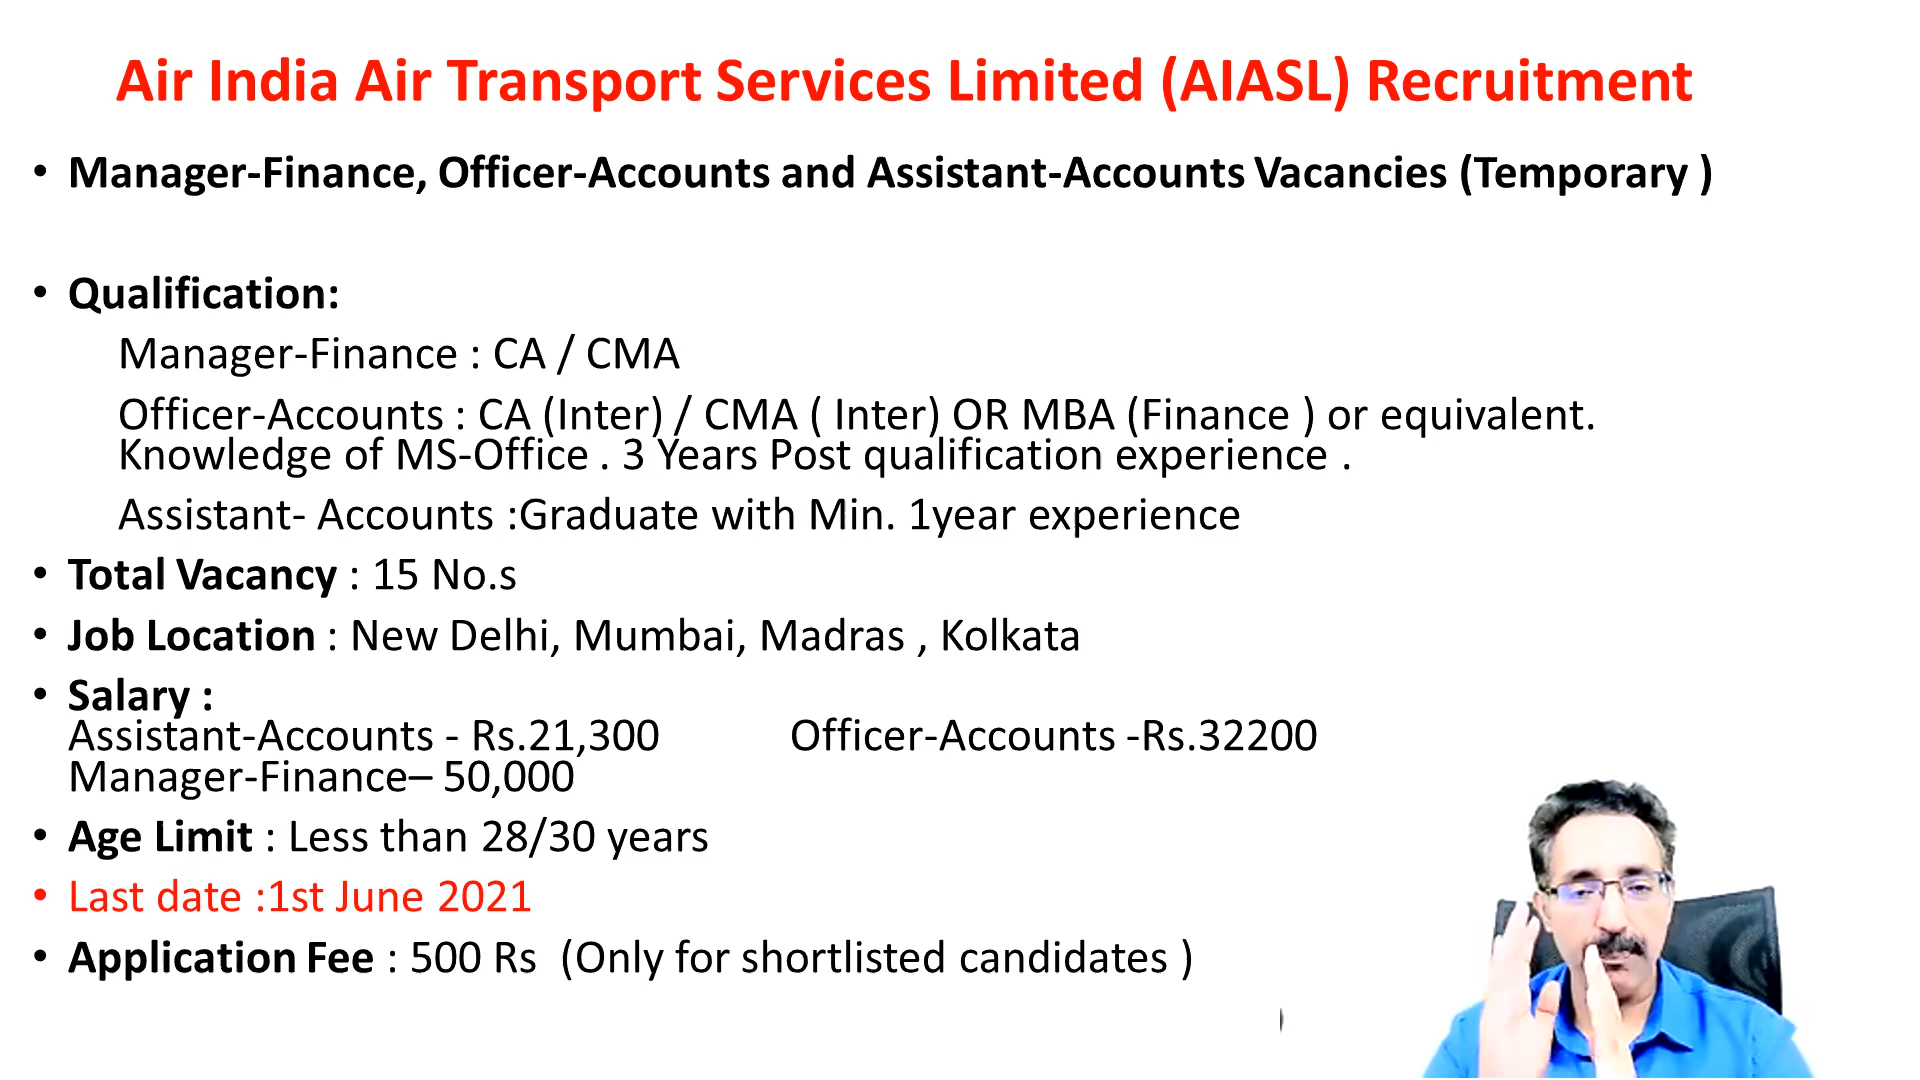 Air India Air Transport Services Limited (AIASL) Recruitment
• Manager-Finance, Officer-Accounts and Assistant-Accounts Vacancies (Temporary )
• Qualification:
Manager-Finance : CA / CMA
Officer-Accounts : CA (Inter) / CMA ( Inter) OR MBA (Finance ) or equivalent.
Knowledge of MS-Office . 3 Years Post qualification experience .
Assistant- Accounts :Graduate with Min. 1year experience
• Total Vacancy : 15 No.s
• Job Location : New Delhi, Mumbai, Madras , Kolkata
• Salary :
Assistant-Accounts - Rs.21,300 Officer-Accounts -Rs.32200
Manager-Finance– 50,000
• Age Limit : Less than 28/30 years
• Last date :1st June 2021
• Application Fee : 500 Rs (Only for shortlisted candidates )